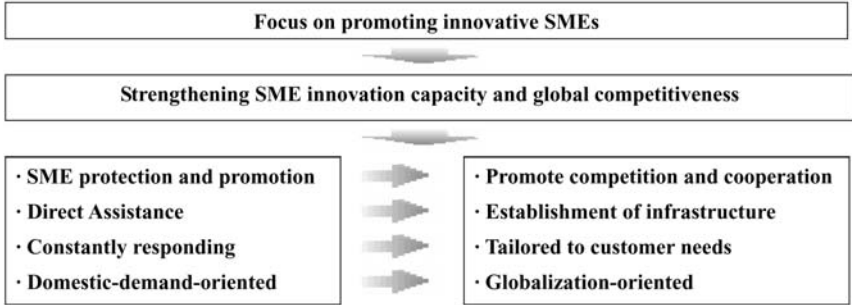 Focus on promoting innovative SMEs
Strengthening SME innovation capacity and global competitiveness
· SME protection and promotion
· Direct Assistance
· Constantly responding
· Domestic-demand-oriented
· Promote competition and cooperation
· Establishment of infrastructure
· Tailored to customer needs
· Globalization-oriented